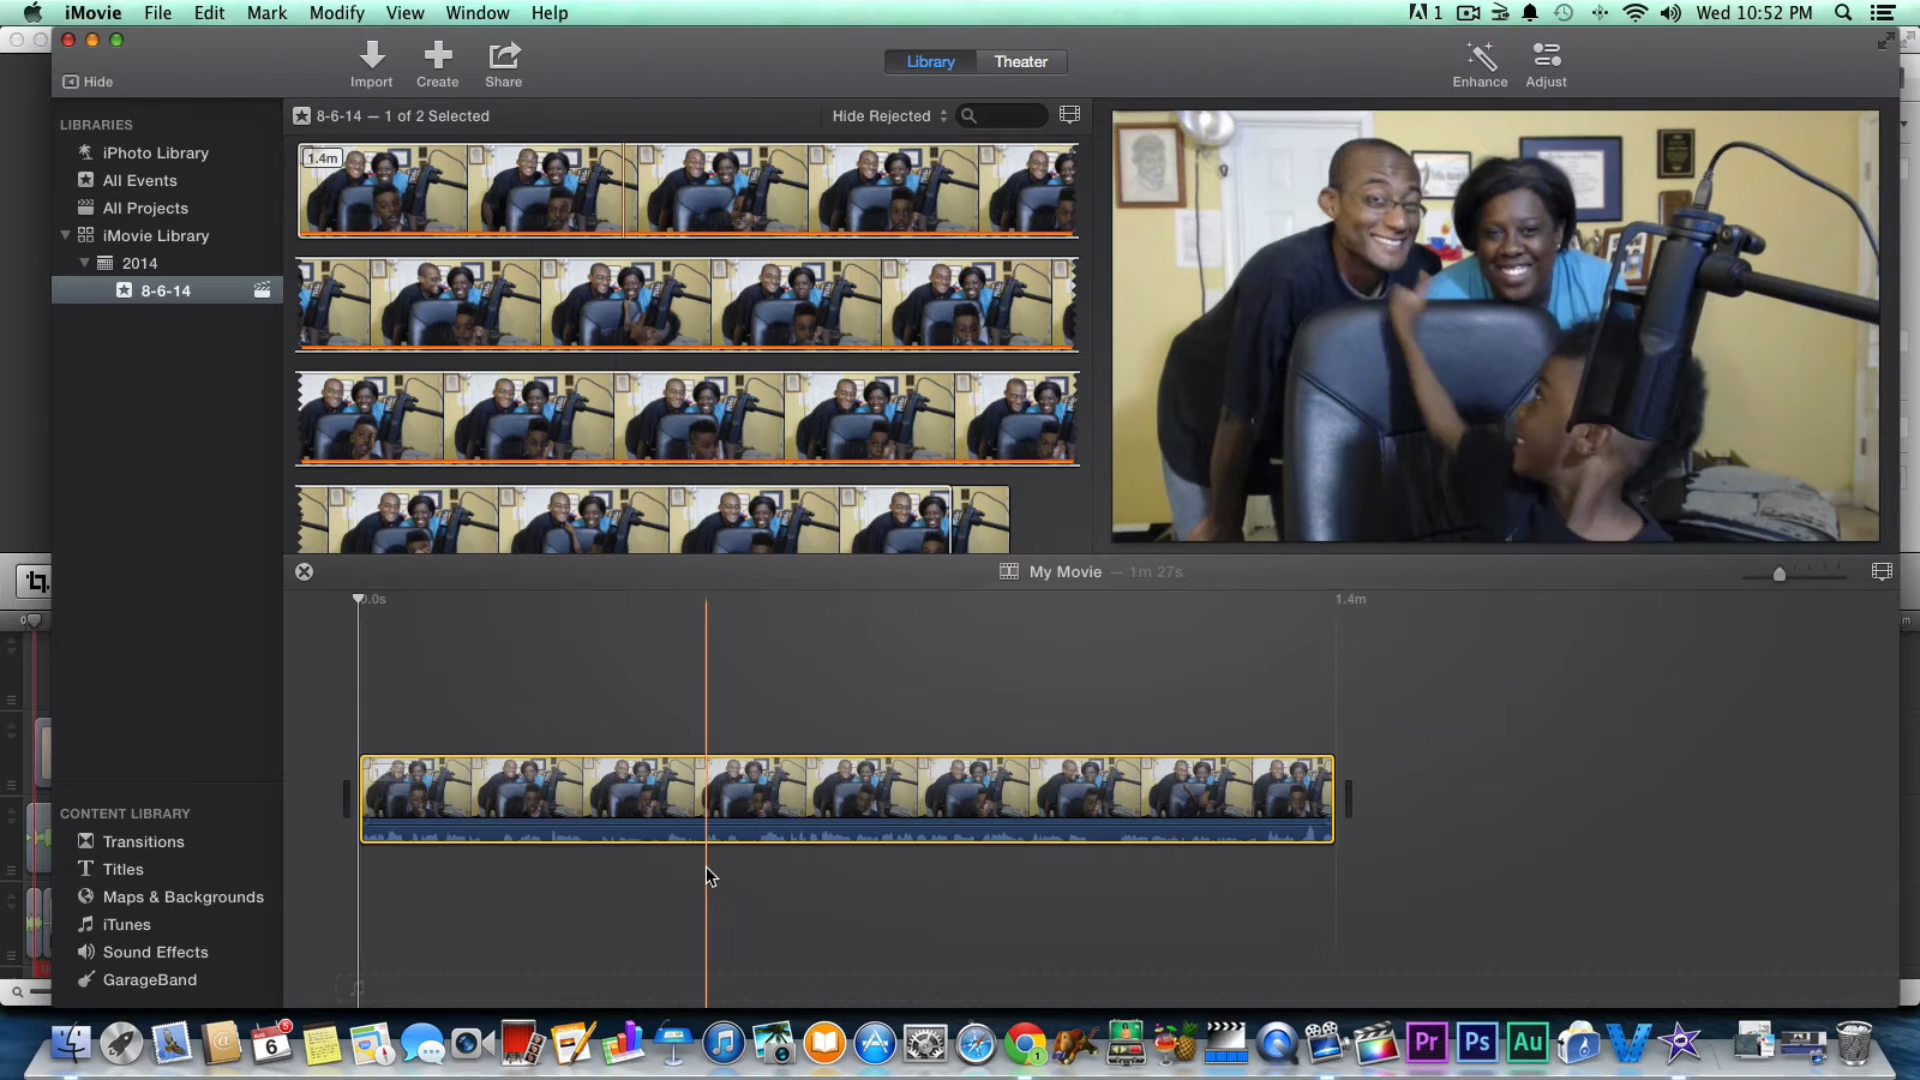 iMovie File Edit Mark Modify View Window Help
1 Wed 10:52 PM
Hide
Import
Create
Share
Library Theater
Enhance
Adjust
LIBRARIES
iPhoto Library
All Events
All Projects
iMovie Library
2014
8-6-14
8-6-14 — 1 of 2 Selected
Hide Rejected
1.4m
My Movie — 1m 27s
0.0s
1.4m
CONTENT LIBRARY
Transitions
Titles
Maps & Backgrounds
iTunes
Sound Effects
GarageBand
5
6
1
Pr
Ps
Au